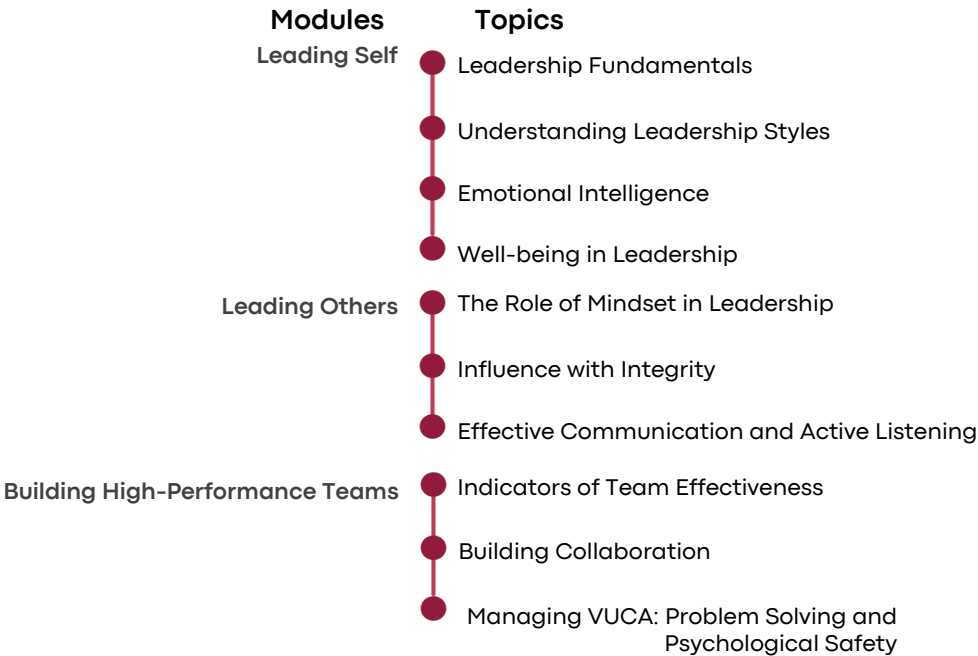 Modules Topics
Leading Self
Leadership Fundamentals
Understanding Leadership Styles
Emotional Intelligence
Well-being in Leadership
Leading Others
The Role of Mindset in Leadership
Influence with Integrity
Effective Communication and Active Listening
Building High-Performance Teams
Indicators of Team Effectiveness
Building Collaboration
Managing VUCA: Problem Solving and
Psychological Safety